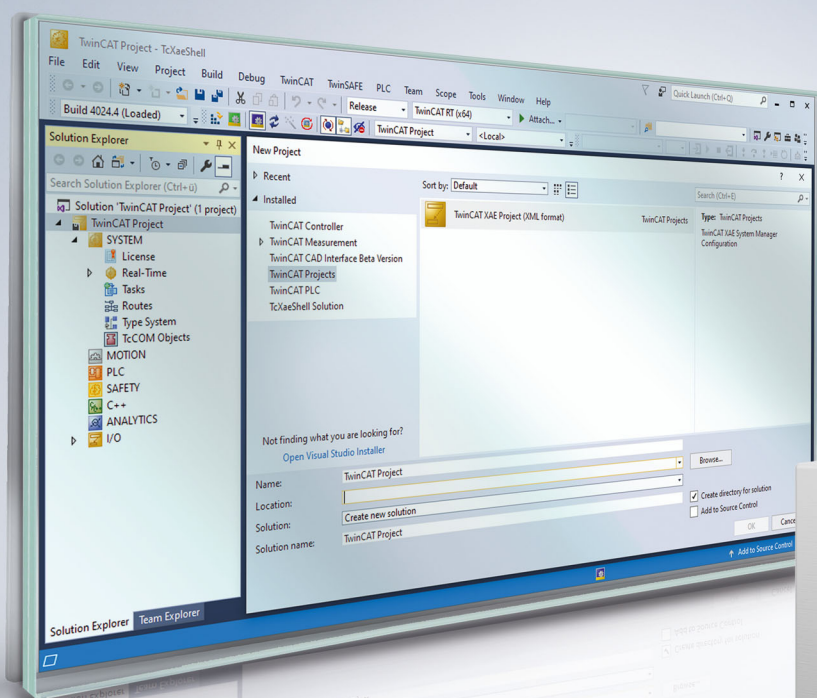 TwinCAT Project - TcXaeShell
File Edit View Project Build Debug TwinCAT TwinSAFE PLC Team Scope Tools Window Help
Quick Launch (Ctrl+Q)
Release TwinCAT RT (x64) Attach...
Build 4024.4 (Loaded) TwinCAT Project <Local>
Solution Explorer
Search Solution Explorer (Ctrl+ü)
Solution 'TwinCAT Project' (1 project)
TwinCAT Project
SYSTEM
License
Real-Time
Tasks
Routes
Type System
TcCOM Objects
MOTION
PLC
SAFETY
C++
ANALYTICS
I/O
Solution Explorer Team Explorer
New Project
? X
Recent
Installed
TwinCAT Controller
TwinCAT Measurement
TwinCAT CAD Interface Beta Version
TwinCAT Projects
TwinCAT PLC
TcXaeShell Solution
Not finding what you are looking for?
Open Visual Studio Installer
Sort by: Default
TwinCAT XAE Project (XML format) TwinCAT Projects
Search (Ctrl+E)
Type: TwinCAT Projects
TwinCAT XAE System Manager
Configuration
Name: TwinCAT Project
Location:
Browse...
Solution: Create new solution
Solution name: TwinCAT Project
Create directory for solution
Add to Source Control
OK Cance
Add to Source Control